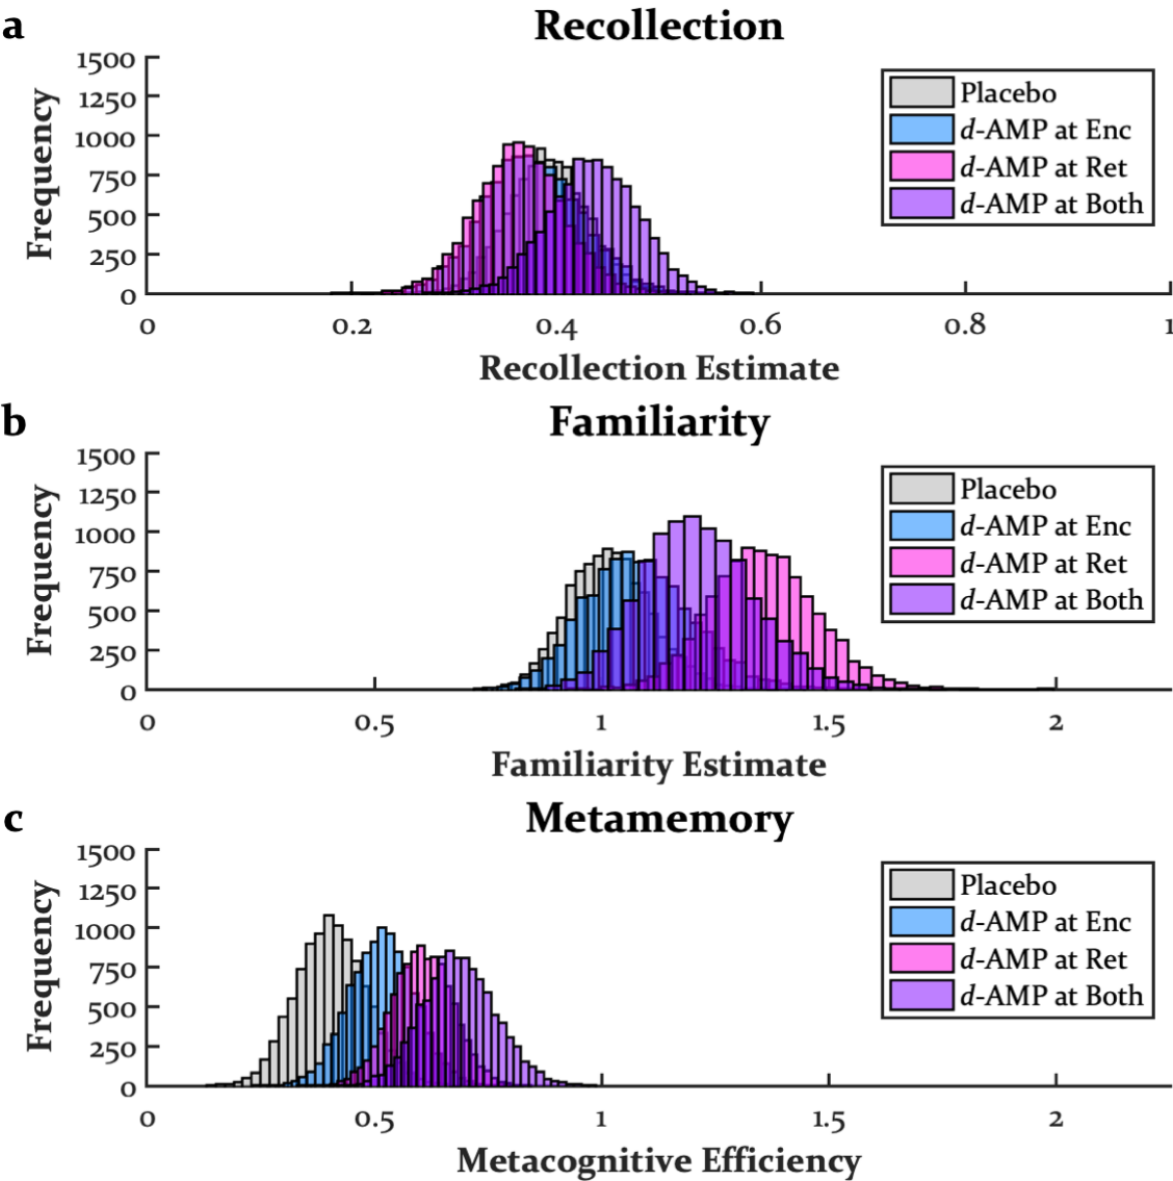 a
Recollection
1500
1250
1000
750
500
250
0
Frequency
Placebo
d-AMP at Enc
d-AMP at Ret
d-AMP at Both
0 0.2 0.4 0.6 0.8 1
Recollection Estimate
b
Familiarity
1500
1250
1000
750
500
250
0
Frequency
Placebo
d-AMP at Enc
d-AMP at Ret
d-AMP at Both
0 0.5 1 1.5 2
Familiarity Estimate
c
Metamemory
1500
1250
1000
750
500
250
0
Frequency
Placebo
d-AMP at Enc
d-AMP at Ret
d-AMP at Both
0 0.5 1 1.5 2
Metacognitive Efficiency